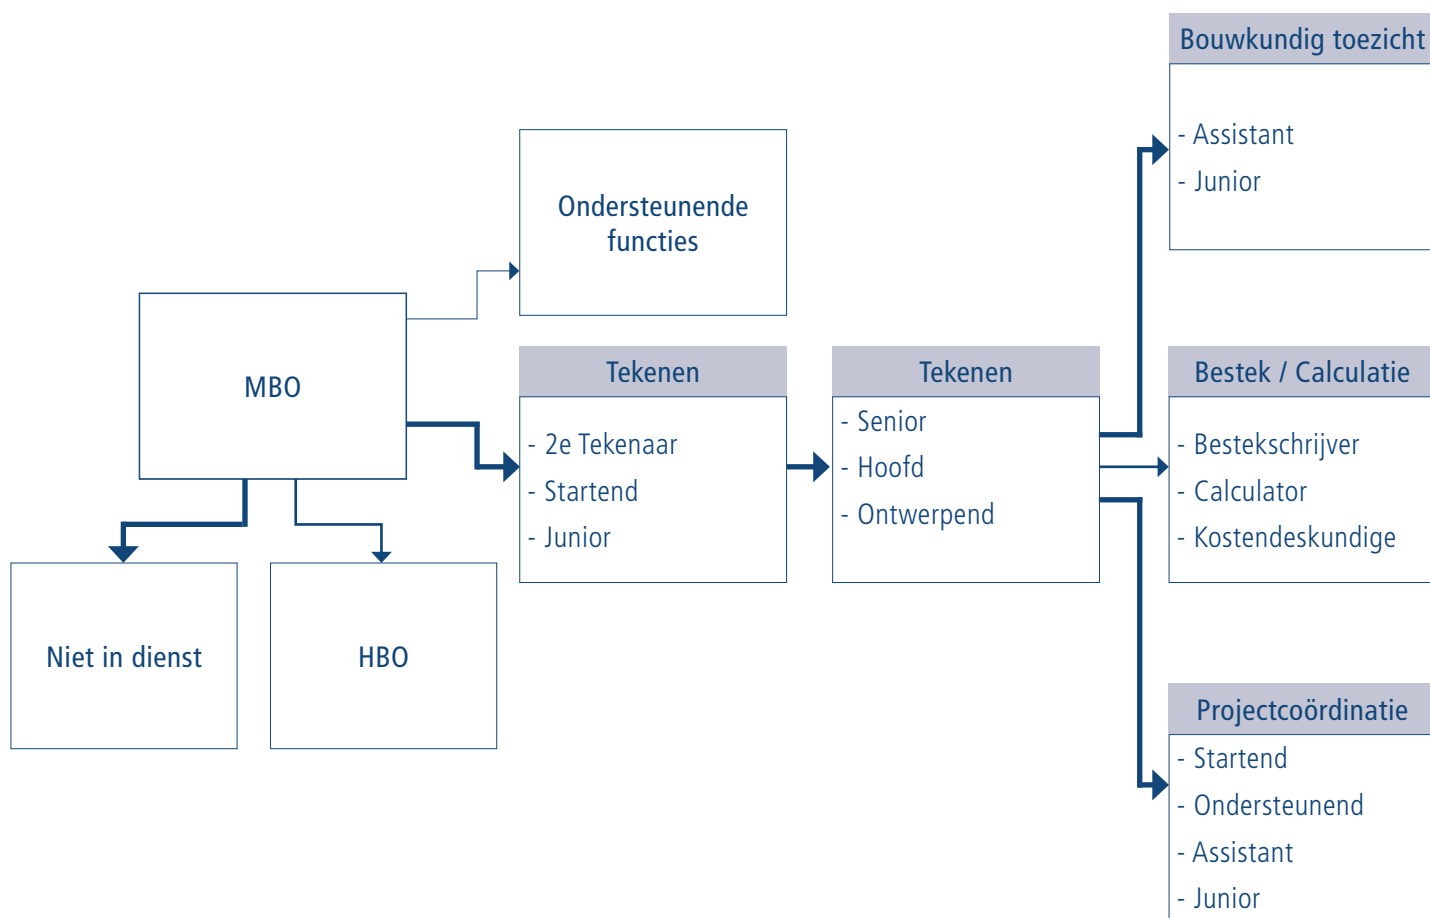 Bouwkundig toezicht
- Assistant
- Junior
Ondersteunende
functies
MBO
Tekenen
- 2e Tekenaar
- Startend
- Junior
Tekenen
- Senior
- Hoofd
- Ontwerpend
Bestek / Calculatie
- Bestekschrijver
- Calculator
- Kostendeskundige
Niet in dienst
HBO
Projectcoördinatie
- Startend
- Ondersteunend
- Assistant
- Junior